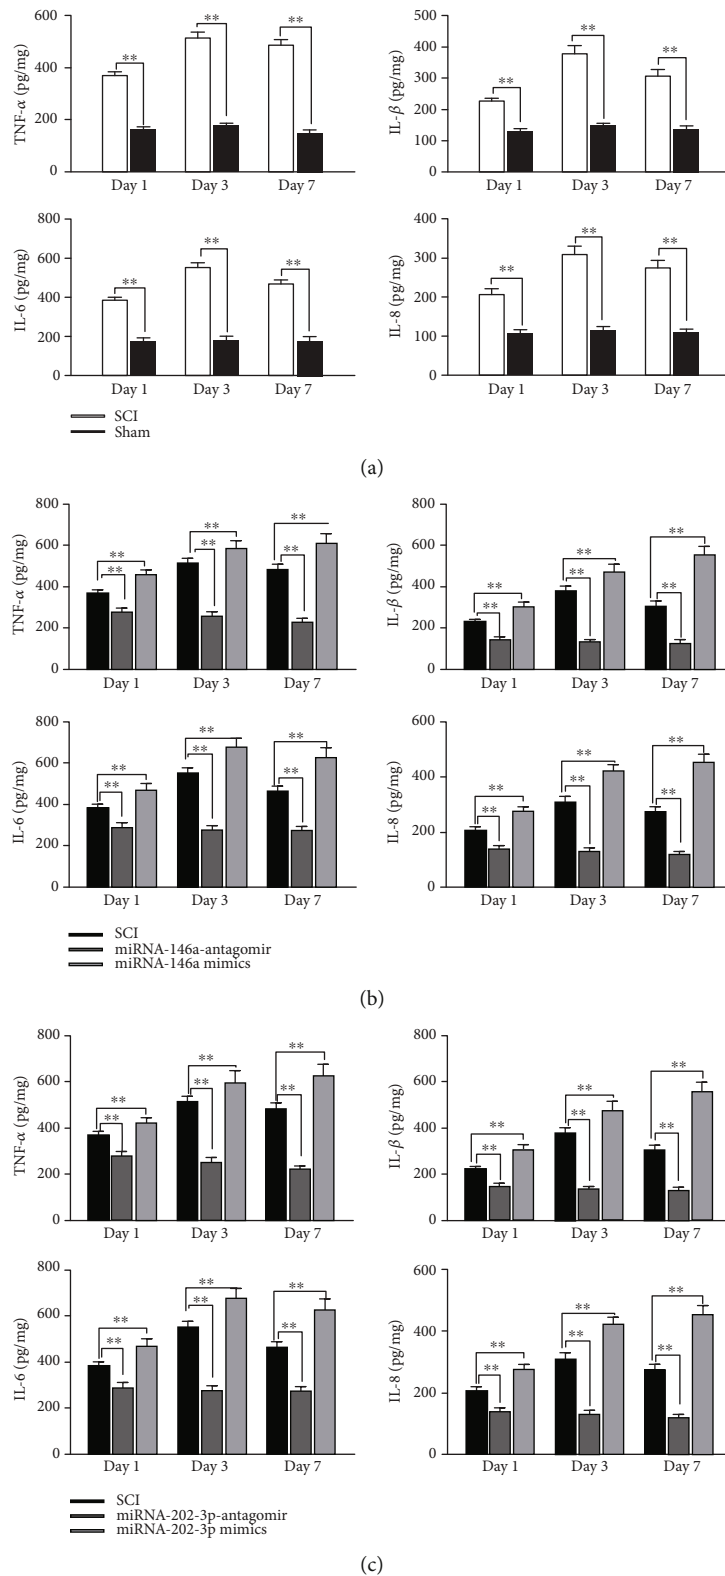 TNF-α (pg/mg)
600
400
200
0
**
**
**
Day 1
Day 3
Day 7
IL-β (pg/mg)
500
400
300
200
100
0
**
**
**
Day 1
Day 3
Day 7
IL-6 (pg/mg)
800
600
400
200
0
**
**
**
Day 1
Day 3
Day 7
IL-8 (pg/mg)
400
300
200
100
0
**
**
**
Day 1
Day 3
Day 7
SCI
Sham
(a)
TNF-α (pg/mg)
800
600
400
200
0
**
**
**
**
**
**
Day 1
Day 3
Day 7
IL-β (pg/mg)
800
600
400
200
0
**
**
**
**
**
**
Day 1
Day 3
Day 7
IL-6 (pg/mg)
800
600
400
200
0
**
**
**
**
**
**
Day 1
Day 3
Day 7
IL-8 (pg/mg)
600
400
200
0
**
**
**
**
**
**
Day 1
Day 3
Day 7
SCI
miRNA-146a-antagomir
miRNA-146a mimics
(b)
TNF-α (pg/mg)
800
600
400
200
0
**
**
**
**
**
**
Day 1
Day 3
Day 7
IL-β (pg/mg)
800
600
400
200
0
**
**
**
**
**
**
Day 1
Day 3
Day 7
IL-6 (pg/mg)
800
600
400
200
0
**
**
**
**
**
**
Day 1
Day 3
Day 7
IL-8 (pg/mg)
600
400
200
0
**
**
**
**
**
**
Day 1
Day 3
Day 7
SCI
miRNA-202-3p-antagomir
miRNA-202-3p mimics
(c)